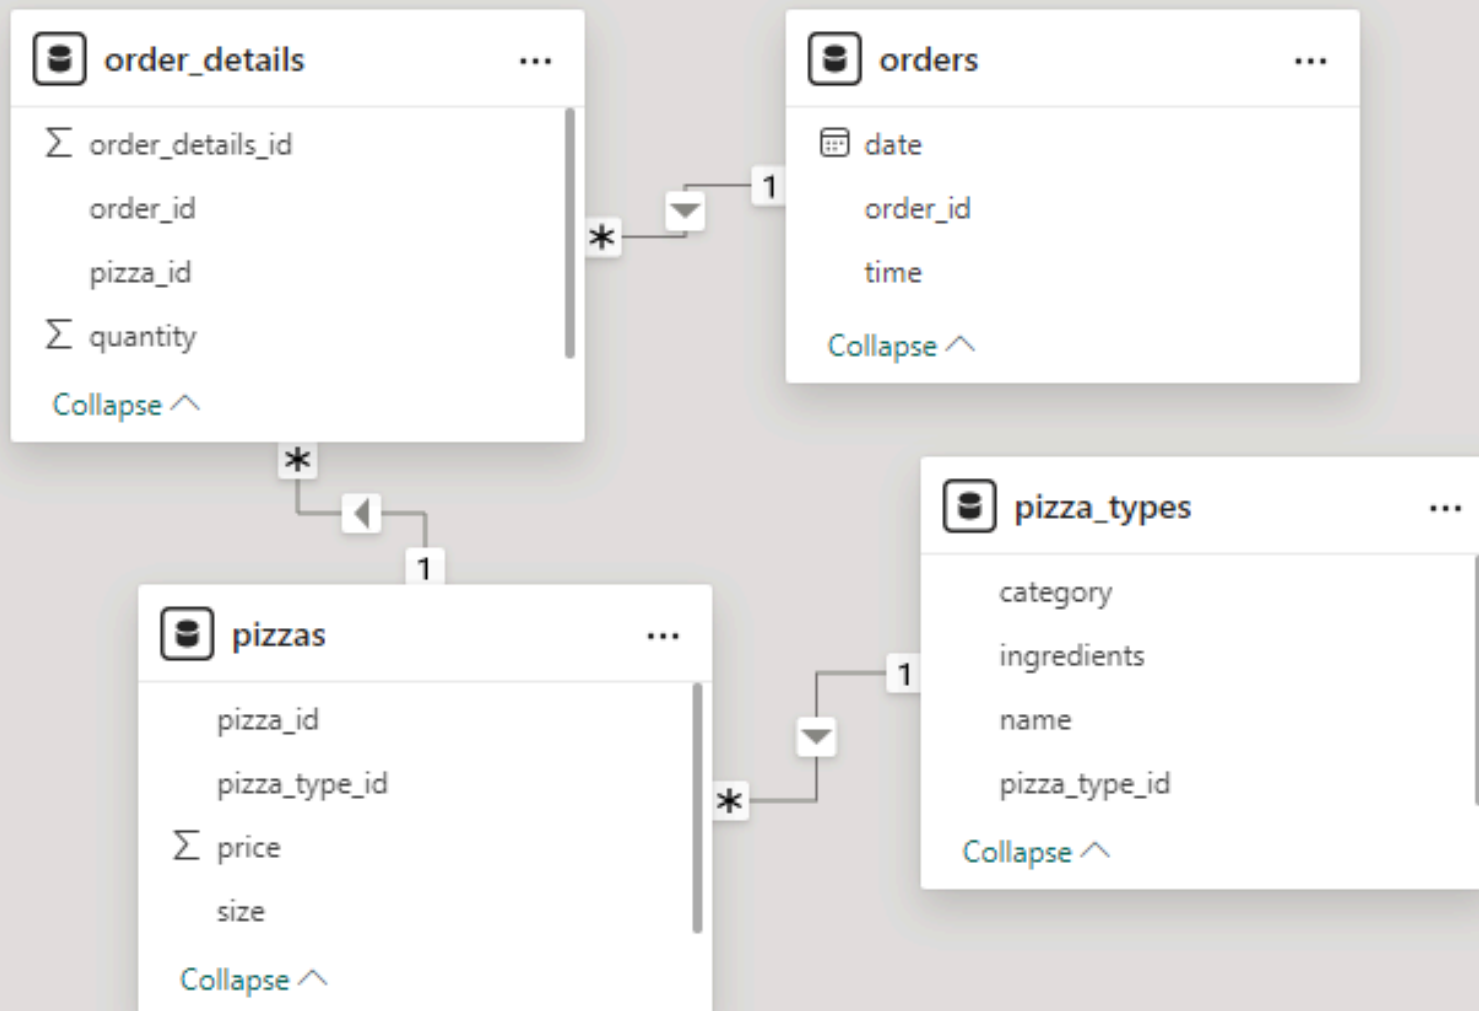 order_details
...
Σ order_details_id
order_id
pizza_id
Σ quantity
Collapse
orders
...
date
order_id
time
Collapse
*
1
*
1
pizzas
...
pizza_id
pizza_type_id
Σ price
size
Collapse
*
1
pizza_types
...
category
ingredients
name
pizza_type_id
Collapse